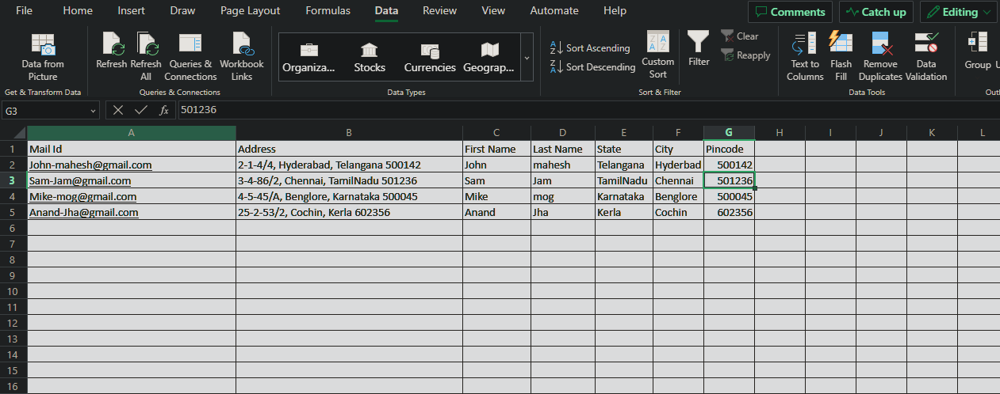 File Home Insert Draw Page Layout Formulas Data Review View Automate Help Comments Catch up Editing
Data from Picture
Refresh
Refresh All
Queries & Connections
Workbook Links
Organiza...
Stocks
Currencies
Geograp...
Sort Ascending
Sort Descending
Custom Sort
Filter
Clear
Reapply
Text to Columns
Flash Fill
Remove Duplicates
Data Validation
Group
U
Get & Transform Data Queries & Connections Data Types Sort & Filter Data Tools Outl
G3 fx 501236
A B C D E F G H I J K L
1 Mail Id Address First Name Last Name State City Pincode
2 John-mahesh@gmail.com 2-1-4/4, Hyderabad, Telangana 500142 John mahesh Telangana Hyderbad 500142
3 Sam-Jam@gmail.com 3-4-86/2, Chennai, TamilNadu 501236 Sam Jam TamilNadu Chennai 501236
4 Mike-mog@gmail.com 4-5-45/A, Benglore, Karnataka 500045 Mike mog Karnataka Benglore 500045
5 Anand-Jha@gmail.com 25-2-53/2, Cochin, Kerla 602356 Anand Jha Kerla Cochin 602356
6
7
8
9
10
11
12
13
14
15
16